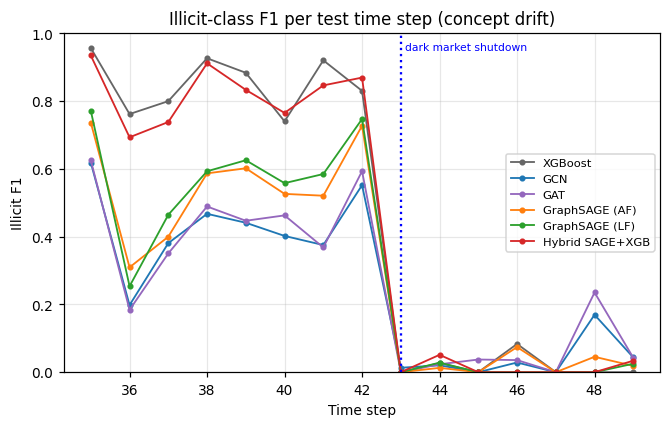 Illicit-class F1 per test time step (concept drift)
1.0
dark market shutdown
0.8
0.6
0.4
0.2
0.0
Illicit F1
XGBoost
GCN
GAT
GraphSAGE (AF)
GraphSAGE (LF)
Hybrid SAGE+XGB
36 38 40 42 44 46 48
Time step